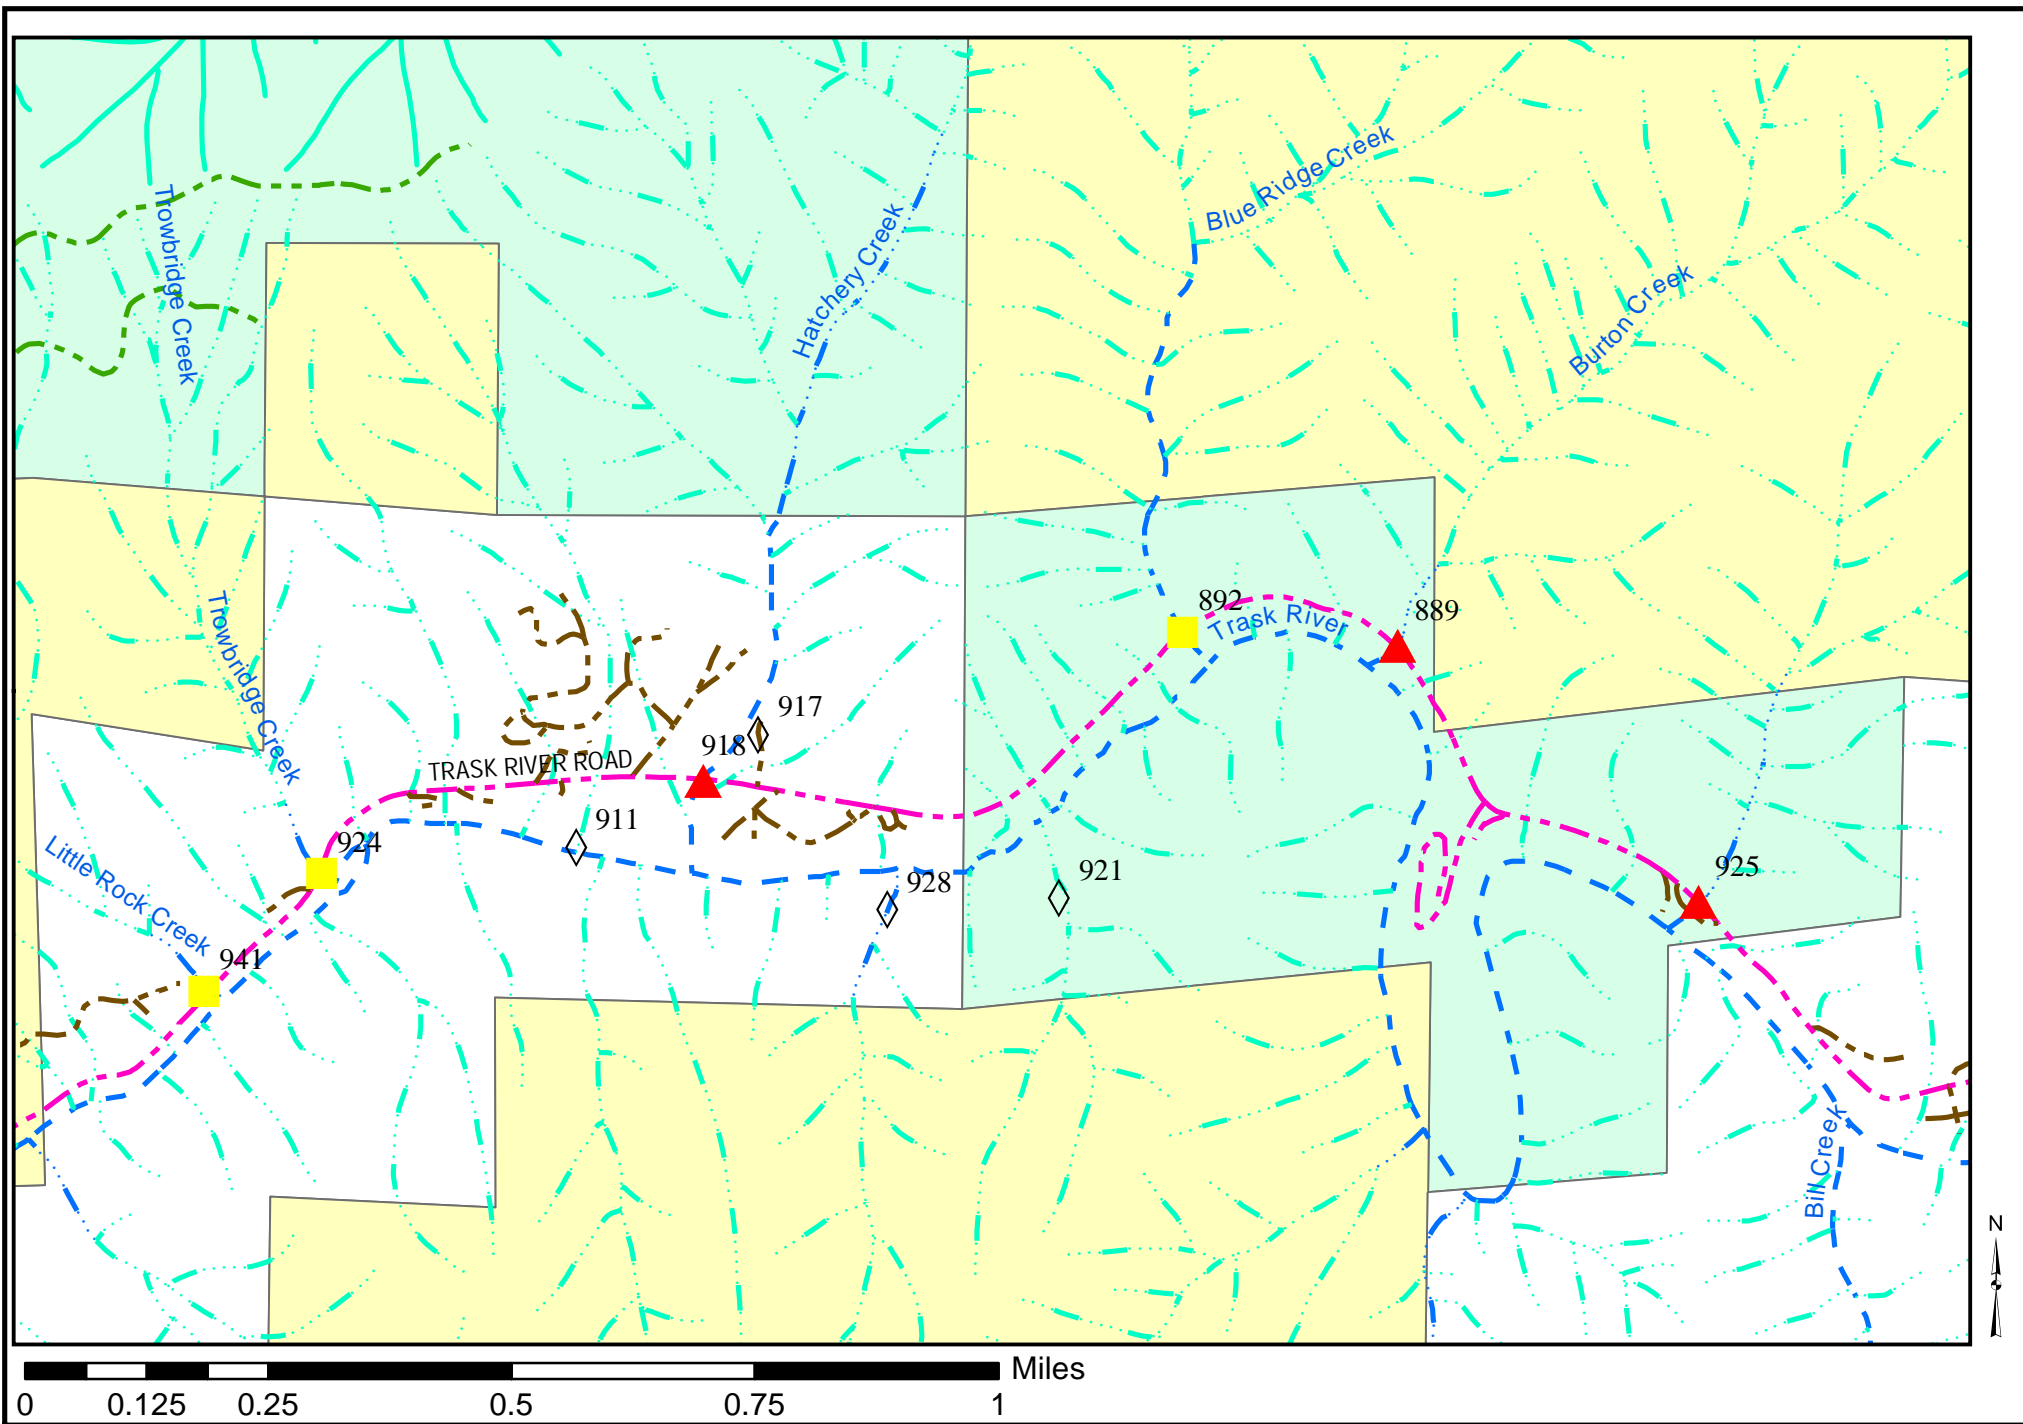 Blue Ridge Creek
Trowbridge Creek
Hatchery Creek
Burton Creek
892
889
Trask River
Trowbridge Creek
917
918
TRASK RIVER ROAD
911
924
Little Rock Creek
928
921
925
941
Bill Creek
N
Miles
0 0.125 0.25 0.5 0.75 1